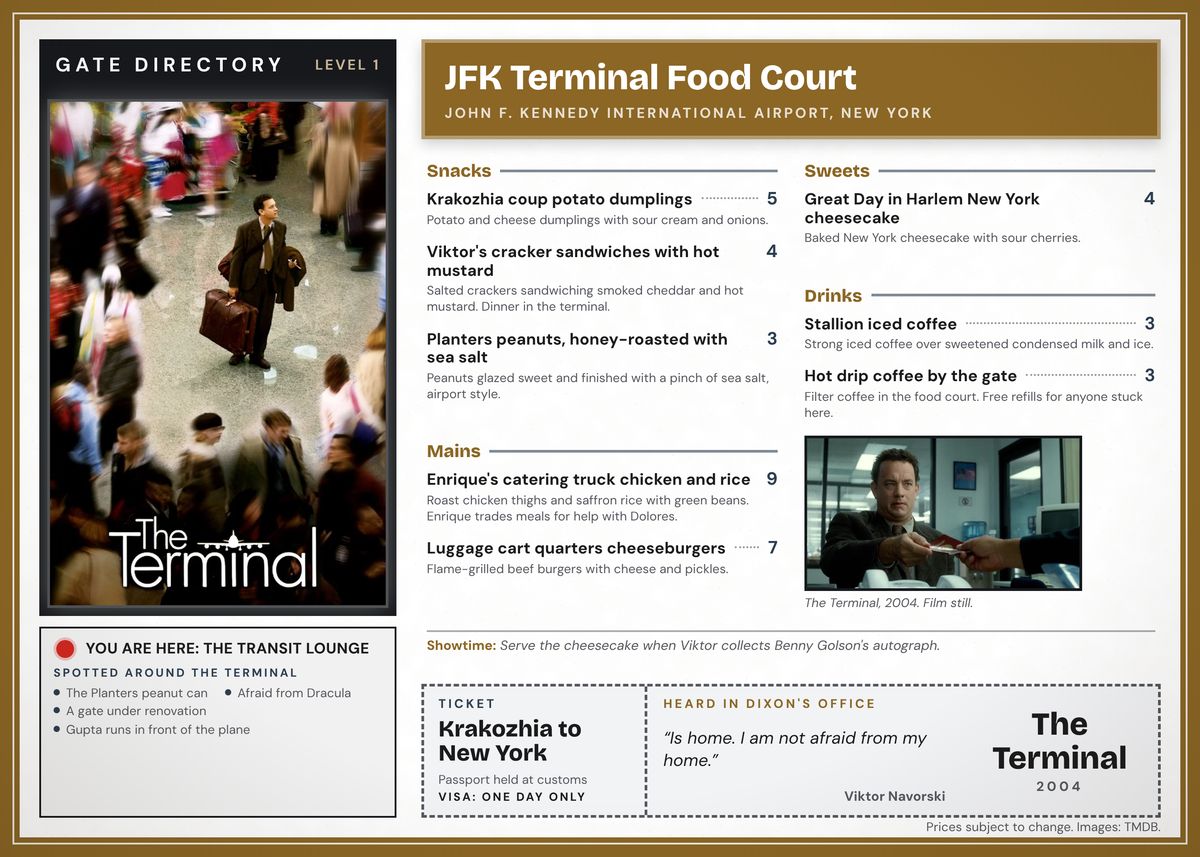 GATE DIRECTORY
LEVEL 1
The
Terminal
YOU ARE HERE: THE TRANSIT LOUNGE
SPOTTED AROUND THE TERMINAL
The Planters peanut can
Afraid from Dracula
A gate under renovation
Gupta runs in front of the plane
JFK Terminal Food Court
JOHN F. KENNEDY INTERNATIONAL AIRPORT, NEW YORK
Snacks
Krakozhia coup potato dumplings 5
Potato and cheese dumplings with sour cream and onions.
Viktor's cracker sandwiches with hot 4
mustard
Salted crackers sandwiching smoked cheddar and hot
mustard. Dinner in the terminal.
Planters peanuts, honey-roasted with 3
sea salt
Peanuts glazed sweet and finished with a pinch of sea salt,
airport style.
Mains
Enrique's catering truck chicken and rice 9
Roast chicken thighs and saffron rice with green beans.
Enrique trades meals for help with Dolores.
Luggage cart quarters cheeseburgers 7
Flame-grilled beef burgers with cheese and pickles.
Sweets
Great Day in Harlem New York 4
cheesecake
Baked New York cheesecake with sour cherries.
Drinks
Stallion iced coffee 3
Strong iced coffee over sweetened condensed milk and ice.
Hot drip coffee by the gate 3
Filter coffee in the food court. Free refills for anyone stuck
here.
The Terminal, 2004. Film still.
Showtime: Serve the cheesecake when Viktor collects Benny Golson's autograph.
TICKET
Krakozhia to
New York
Passport held at customs
VISA: ONE DAY ONLY
HEARD IN DIXON'S OFFICE
“Is home. I am not afraid from my
home.”
Viktor Navorski
The
Terminal
2004
Prices subject to change. Images: TMDB.